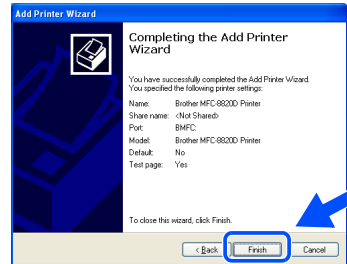 Add Printer Wizard
Completing the Add Printer
Wizard
You have successfully completed the Add Printer Wizard.
You specified the following printer settings:
Name: Brother MFC-8820D Printer
Share name: <Not Shared>
Port: BMFC:
Model: Brother MFC-8820D Printer
Default: No
Test page: Yes
To close this wizard, click Finish.
< Back Finish Cancel